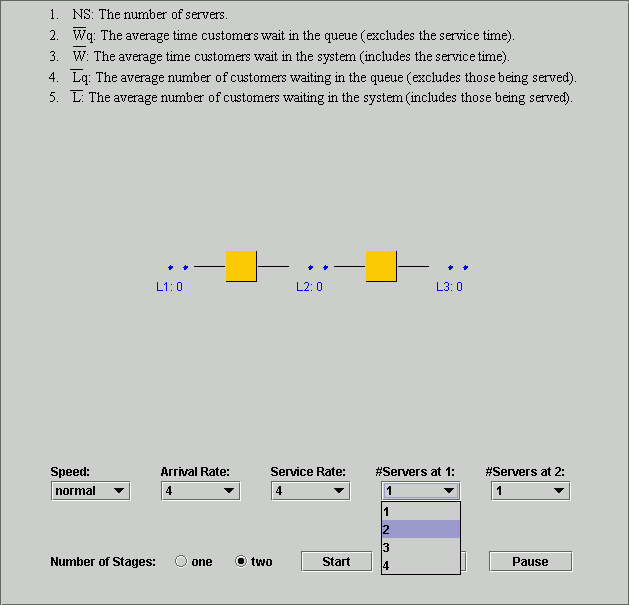 1. NS: The number of servers.
2. Wq: The average time customers wait in the queue (excludes the service time).
3. W: The average time customers wait in the system (includes the service time).
4. Lq: The average number of customers waiting in the queue (excludes those being served).
5. L: The average number of customers waiting in the system (includes those being served).
L1: 0 L2: 0 L3: 0
Speed: Arrival Rate: Service Rate: #Servers at 1: #Servers at 2:
normal 4 4 1 1
1
2
3
4
Number of Stages: one two Start Pause